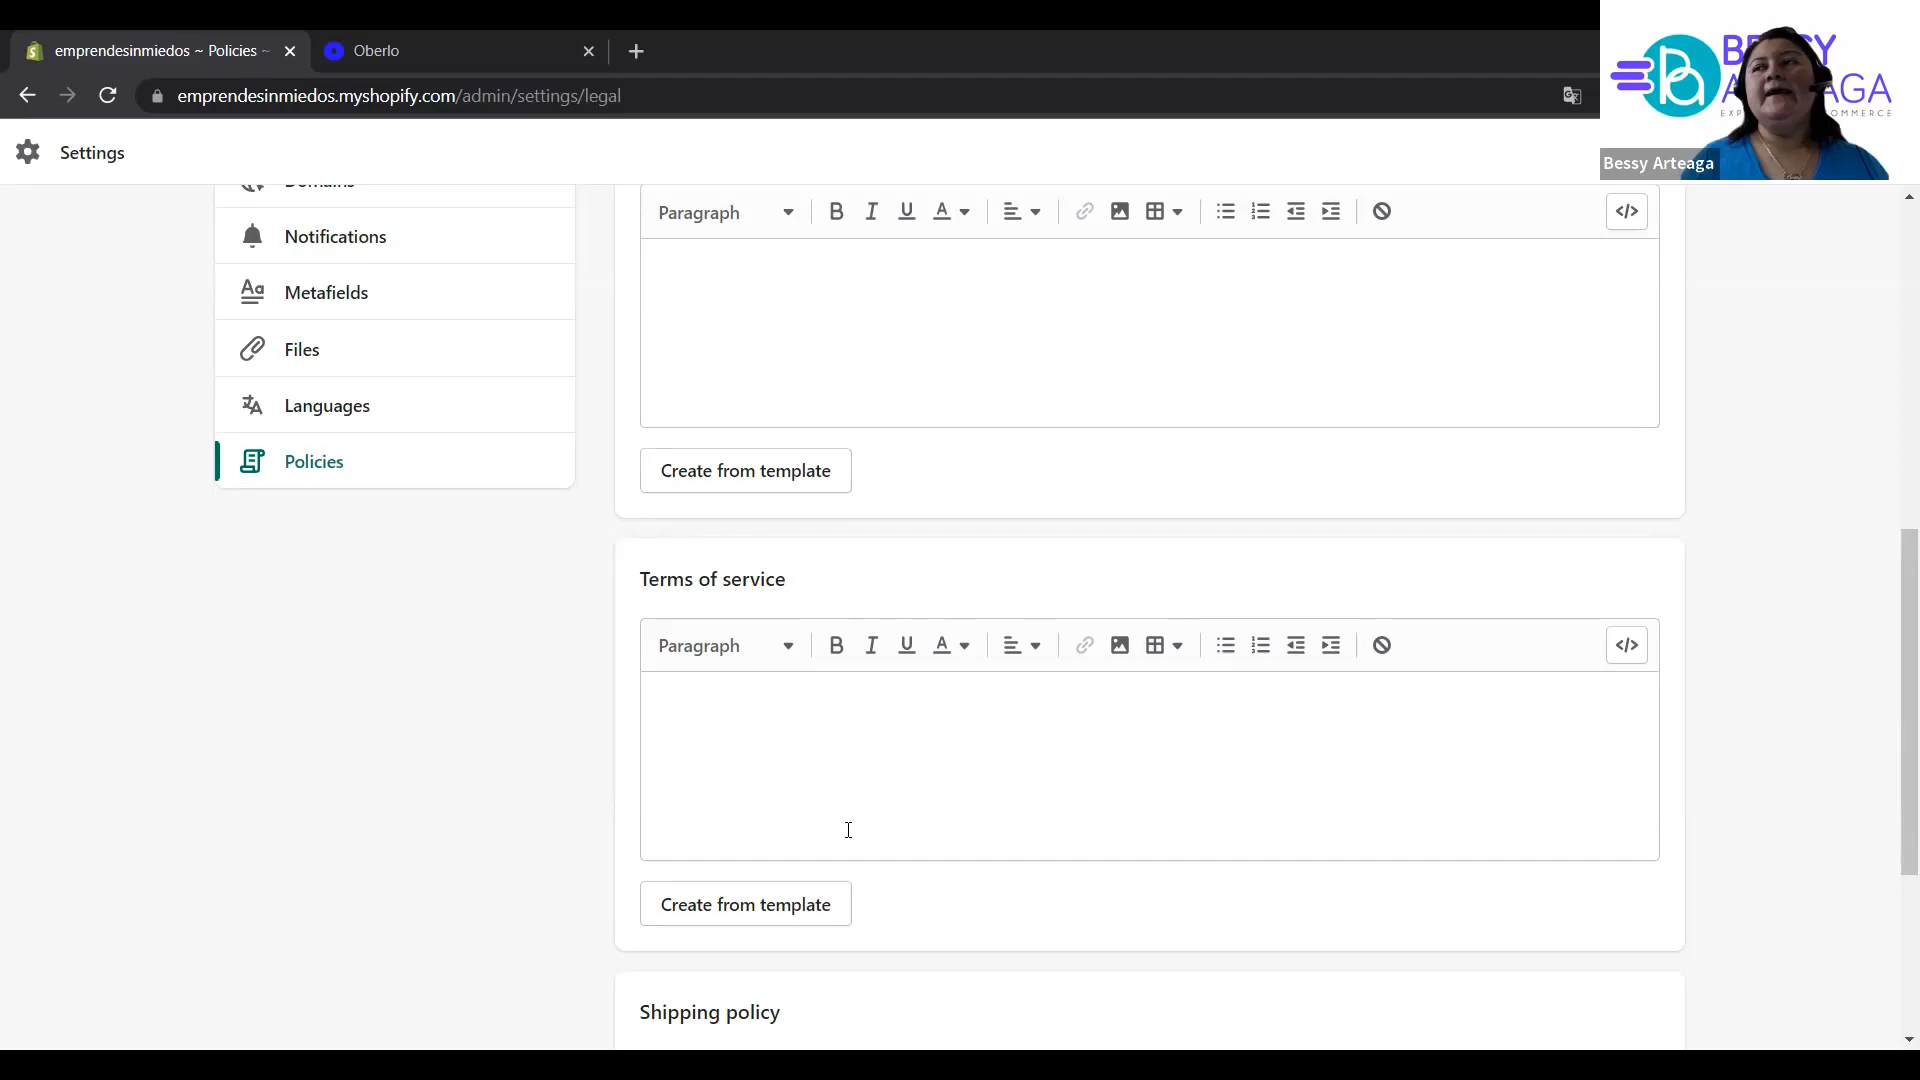 emprendesinmiedos ~ Policies ~
Oberlo
emprendesinmiedos.myshopify.com/admin/settings/legal
Bessy Arteaga
Settings
Domains
Notifications
Metafields
Files
Languages
Policies
Paragraph
Create from template
Terms of service
Paragraph
Create from template
Shipping policy